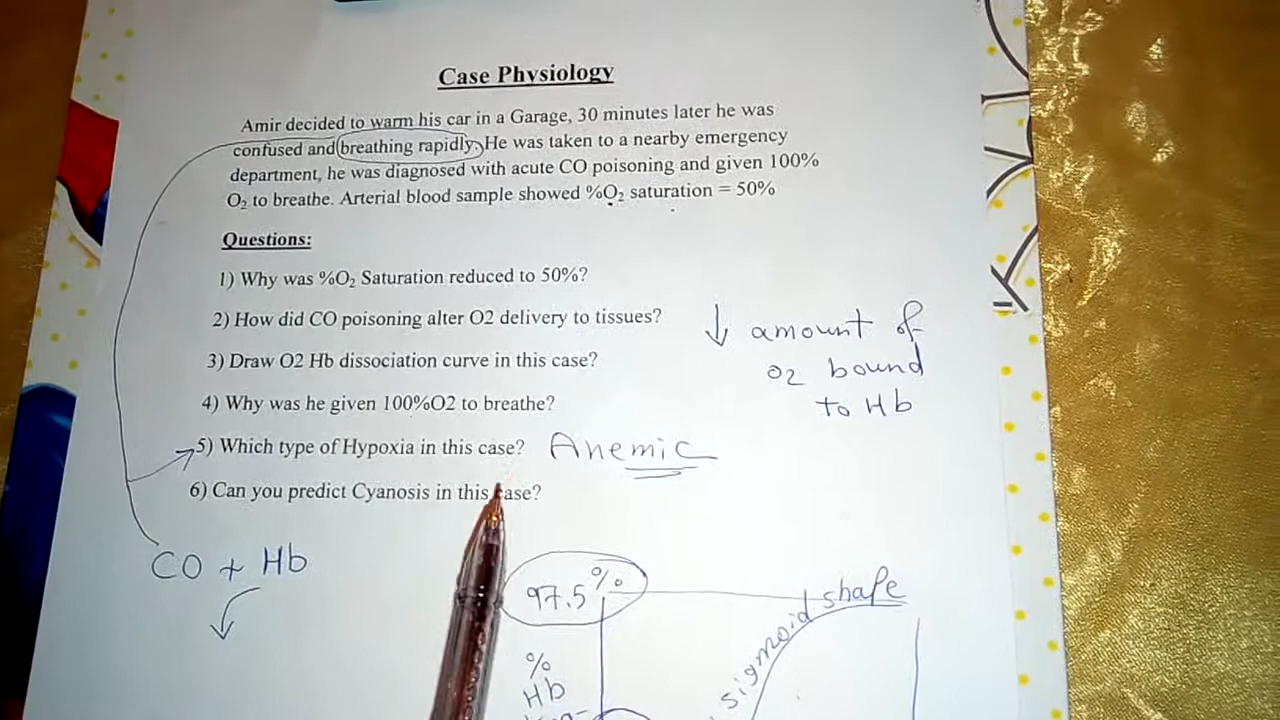 Case Physiology
Amir decided to warm his car in a Garage, 30 minutes later he was
confused and breathing rapidly. He was taken to a nearby emergency
department, he was diagnosed with acute CO poisoning and given 100%
O₂ to breathe. Arterial blood sample showed %O₂ saturation = 50%
Questions:
1) Why was %O₂ Saturation reduced to 50%?
2) How did CO poisoning alter O2 delivery to tissues?
↓ amount of
O2 bound
to Hb
3) Draw O2 Hb dissociation curve in this case?
4) Why was he given 100%O2 to breathe?
5) Which type of Hypoxia in this case? Anemic
6) Can you predict Cyanosis in this case?
CO + Hb
97.5%
sigmoid shape
%
Hb